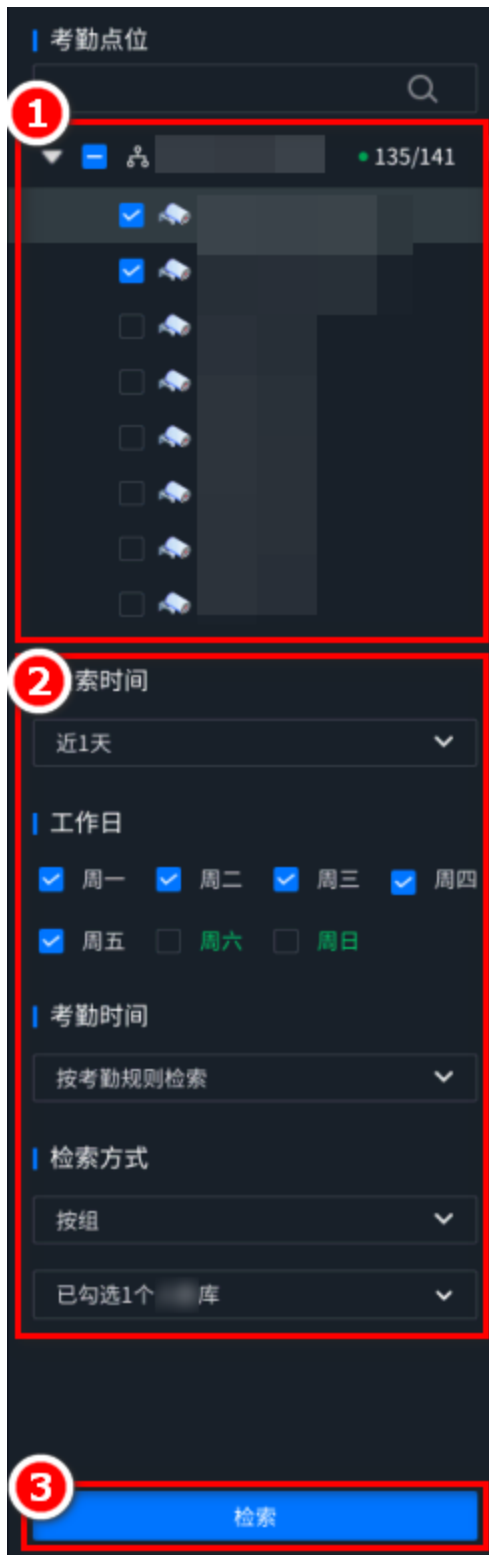 考勤点位
1
135/141
2
索时间
近1天
工作日
周一 周二 周三 周四
周五 周六 周日
考勤时间
按考勤规则检索
检索方式
按组
已勾选1个 库
3
检索